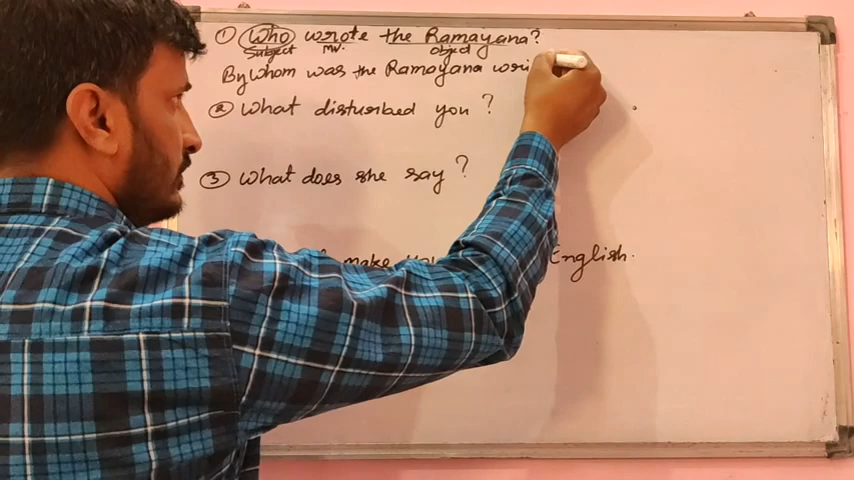 ① Who wrote the Ramayana?
Subject MV. object
By whom was the Ramayana wri
② What disturbed you ?
③ What does she say ?
make English.